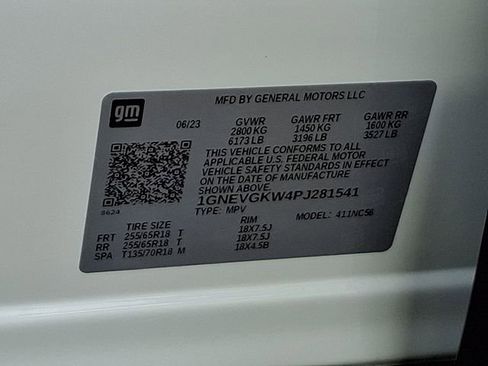 gm
MFD BY GENERAL MOTORS LLC
06/23 GVWR GAWR FRT GAWR RR
2800 KG 1450 KG 1600 KG
6173 LB 3196 LB 3527 LB
THIS VEHICLE CONFORMS TO ALL
APPLICABLE U.S. FEDERAL MOTOR
VEHICLE SAFETY STANDARDS IN EFFECT
ON THE DATE OF MANUFACTURE
SHOWN ABOVE.
1GNEVGKW4PJ281541
8624 TYPE: MPV MODEL: 411NC56
TIRE SIZE RIM
FRT 255/65R18 T 18X7.5J
RR 255/65R18 T 18X7.5J
SPA T135/70R18 M 18X4.5B